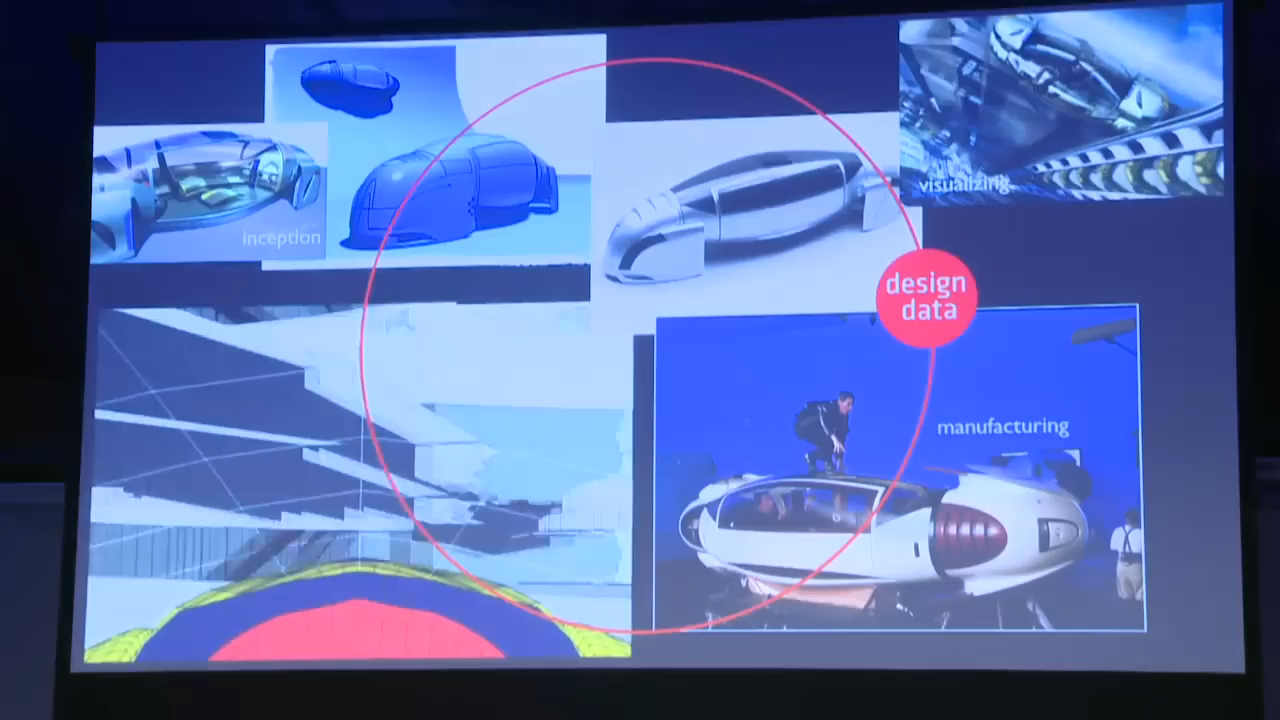 visualizing
inception
design
data
manufacturing